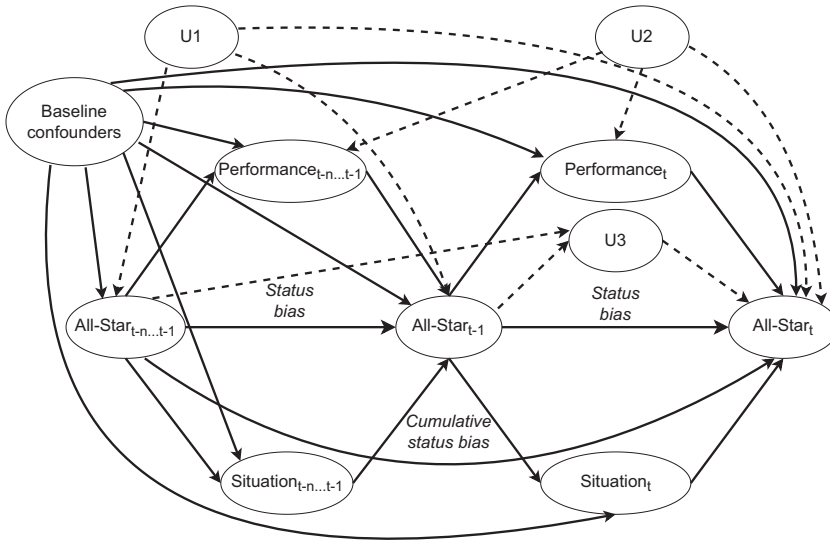 U1
U2
Baseline
confounders
Performance_{t-n...t-1}
Performance_t
U3
Status
bias
Status
bias
All-Star_{t-n...t-1}
All-Star_{t-1}
All-Star_t
Cumulative
status bias
Situation_{t-n...t-1}
Situation_t